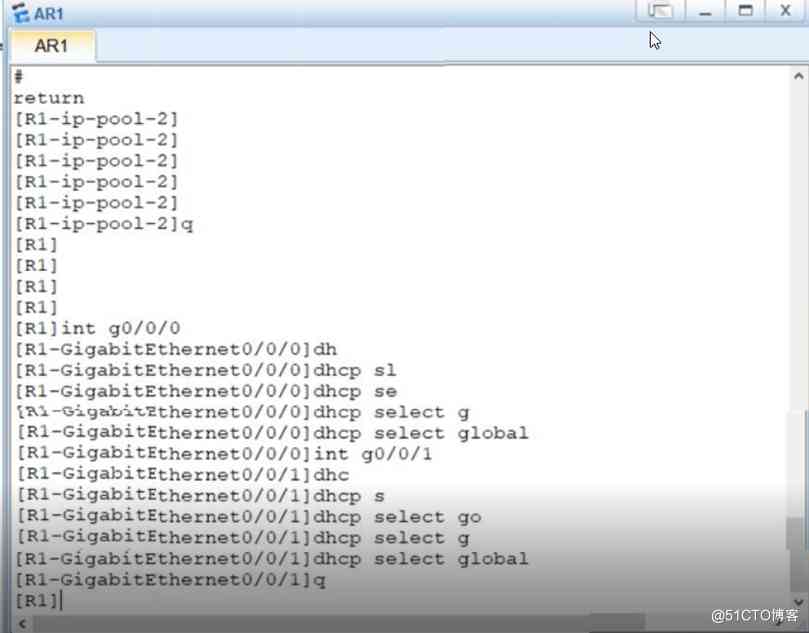 AR1
AR1
#
return
[R1-ip-pool-2]
[R1-ip-pool-2]
[R1-ip-pool-2]
[R1-ip-pool-2]
[R1-ip-pool-2]
[R1-ip-pool-2]q
[R1]
[R1]
[R1]
[R1]
[R1]int g0/0/0
[R1-GigabitEthernet0/0/0]dh
[R1-GigabitEthernet0/0/0]dhcp sl
[R1-GigabitEthernet0/0/0]dhcp se
[R1-GigabitEthernet0/0/0]dhcp select g
[R1-GigabitEthernet0/0/0]dhcp select global
[R1-GigabitEthernet0/0/0]int g0/0/1
[R1-GigabitEthernet0/0/1]dhc
[R1-GigabitEthernet0/0/1]dhcp s
[R1-GigabitEthernet0/0/1]dhcp select go
[R1-GigabitEthernet0/0/1]dhcp select g
[R1-GigabitEthernet0/0/1]dhcp select global
[R1-GigabitEthernet0/0/1]q
[R1]
@51CTO博客